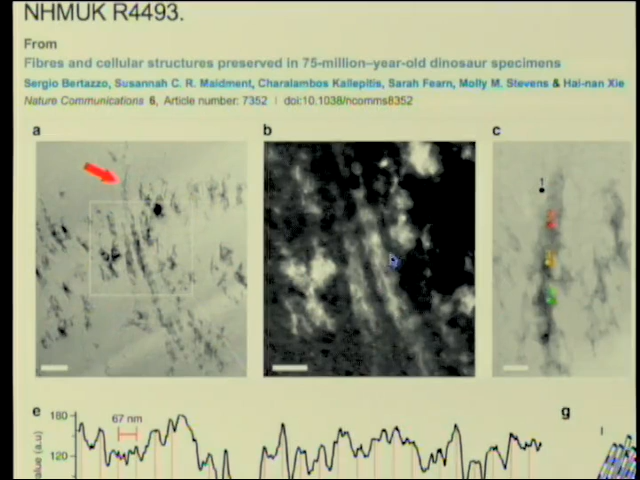 NHMUK R4493.
From
Fibres and cellular structures preserved in 75-million–year-old dinosaur specimens
Sergio Bertazzo, Susannah C. R. Maidment, Charalambos Kallepitis, Sarah Fearn, Molly M. Stevens & Hai-nan Xie
Nature Communications 6, Article number: 7352 | doi:10.1038/ncomms8352
a
b
c
1
e
180
67 nm
120
g